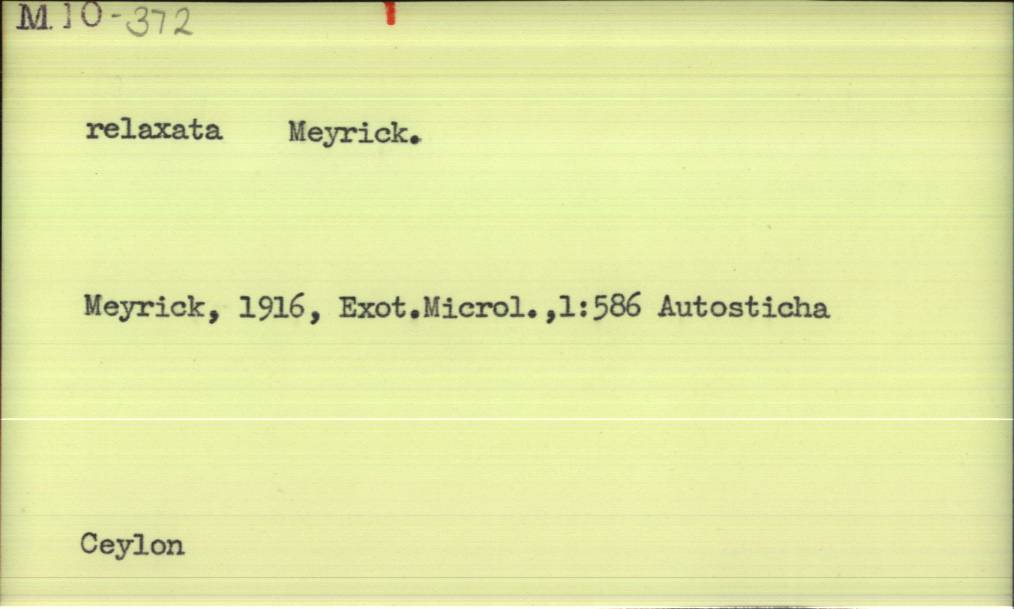 M.10-372
relaxata Meyrick.
Meyrick, 1916, Exot.Microl.,1:586 Autosticha
Ceylon